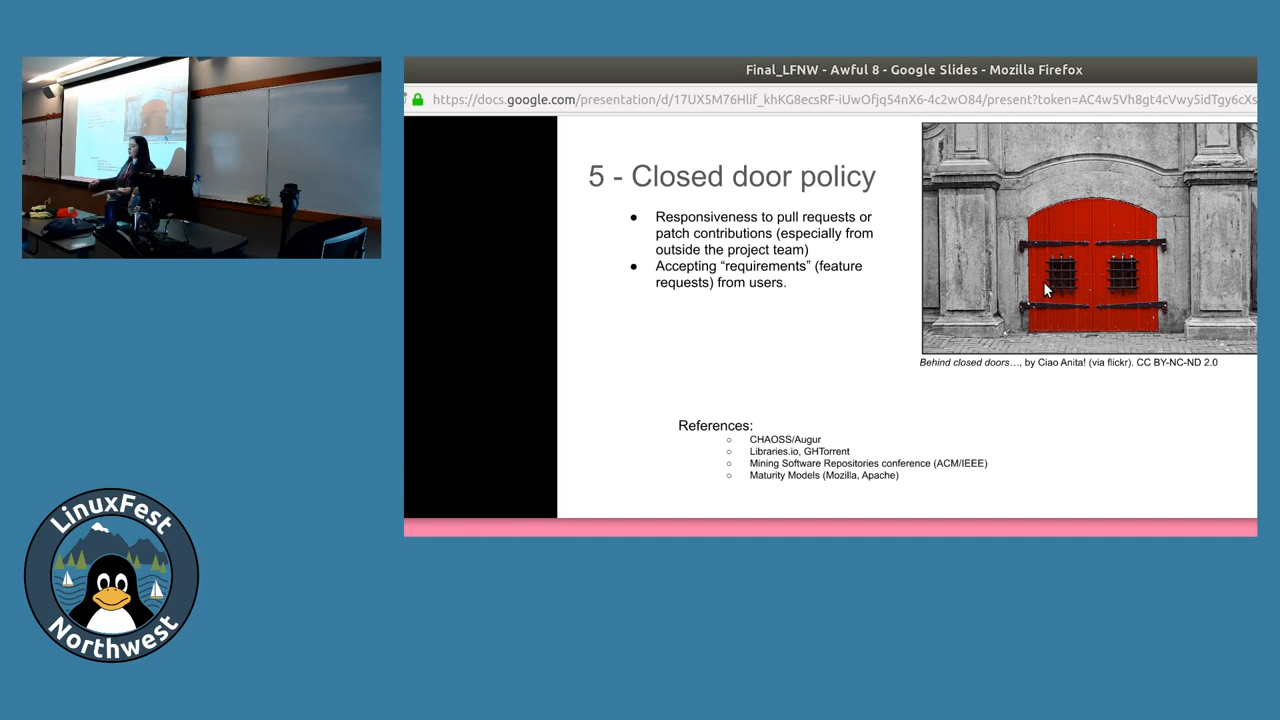 Final_LFNW - Awful 8 - Google Slides - Mozilla Firefox
https://docs.google.com/presentation/d/17UX5M76Hlif_khKG8ecsRF-iUwOfjq54nX6-4c2wO84/present?token=AC4w5Vh8gt4cVwy5idTgy6cXs
5 - Closed door policy
● Responsiveness to pull requests or
patch contributions (especially from
outside the project team)
● Accepting “requirements” (feature
requests) from users.
Behind closed doors…, by Ciao Anita! (via flickr). CC BY-NC-ND 2.0
References:
○ CHAOSS/Augur
○ Libraries.io, GHTorrent
○ Mining Software Repositories conference (ACM/IEEE)
○ Maturity Models (Mozilla, Apache)
LinuxFest
Northwest